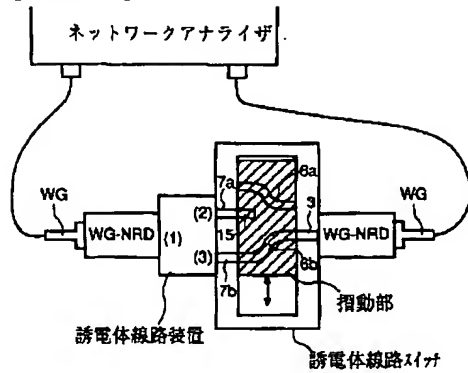 ネットワークアナライザ
7a
6a
WG
(2)
3
WG
WG-NRD
(1)
15
WG-NRD
(3)
6b
7b
摺動部
誘電体線路装置
誘電体線路スイッチ